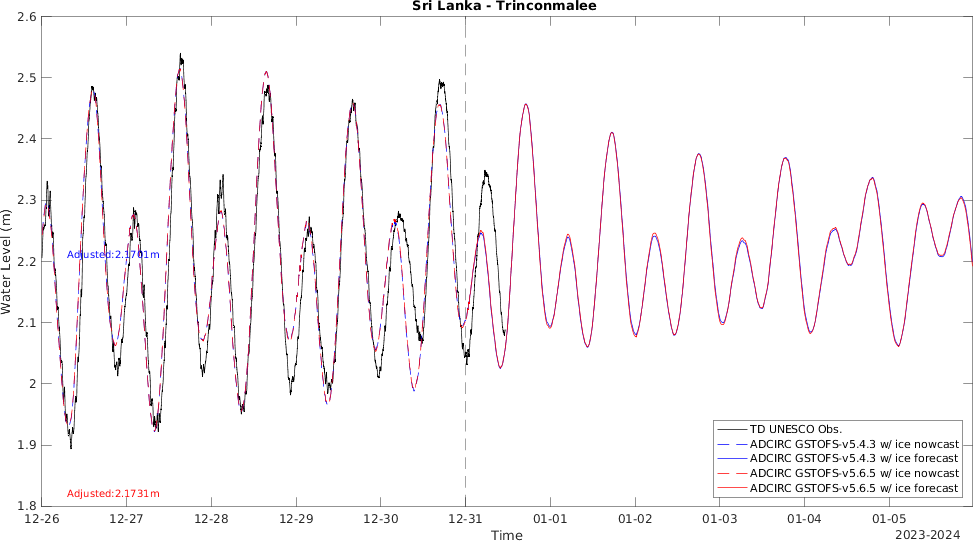 Sri Lanka - Trinconmalee
2.6
2.5
2.4
2.3
2.2
2.1
2
1.9
1.8
Water Level (m)
Adjusted:2.1701m
Adjusted:2.1731m
TD UNESCO Obs.
ADCIRC GSTOFS-v5.4.3 w/ ice nowcast
ADCIRC GSTOFS-v5.4.3 w/ ice forecast
ADCIRC GSTOFS-v5.6.5 w/ ice nowcast
ADCIRC GSTOFS-v5.6.5 w/ ice forecast
12-26 12-27 12-28 12-29 12-30 12-31 01-01 01-02 01-03 01-04 01-05
Time
2023-2024